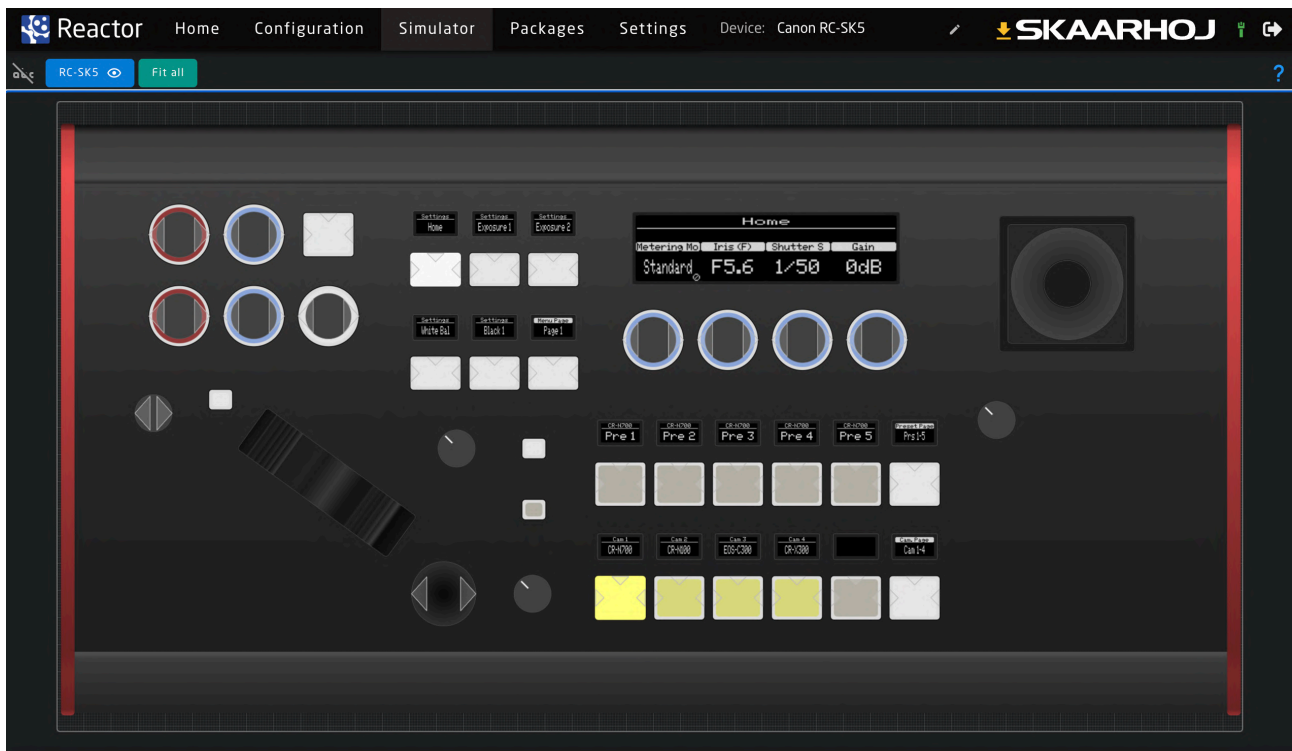 Reactor Home Configuration Simulator Packages Settings Device: Canon RC-SK5 SKAARHOJ
abc RC-SK5 Fit all ?
Settings Settings Settings
Home Exposure 1 Exposure 2
Home
Metering Mo Iris (F) Shutter S Gain
Standard F5.6 1/50 0dB
Settings Settings Menu Page
White Bal Black 1 Page 1
CR-N700 CR-N700 CR-N700 CR-N700 CR-N700 Preset Page
Pre 1 Pre 2 Pre 3 Pre 4 Pre 5 Prs 1-5
Cam 1 Cam 2 Cam 3 Cam 4 Cam. Page
CR-N700 CR-N100 EOS-C300 CR-X300 Cam 1-4